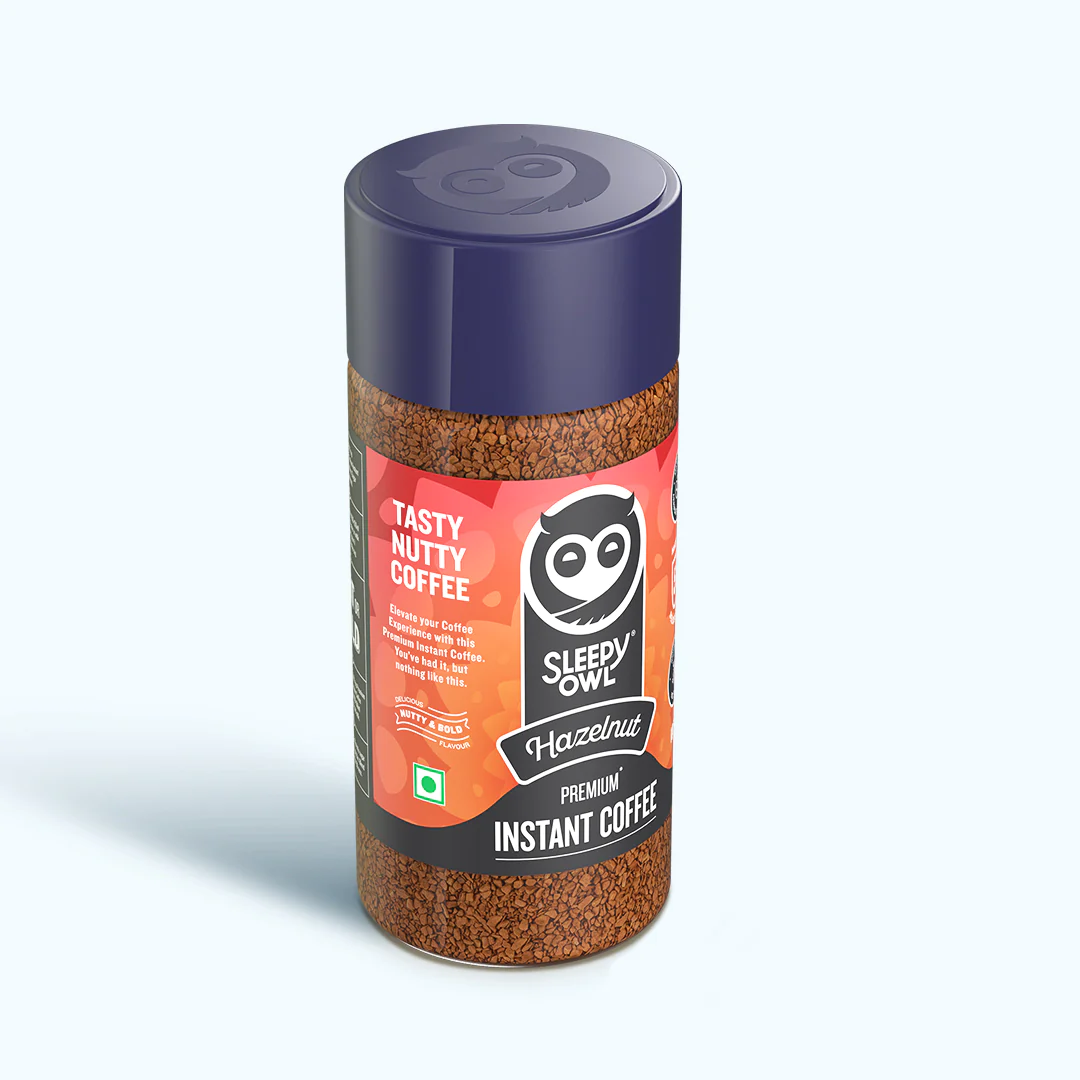 TASTY
NUTTY
COFFEE
Elevate your Coffee
Experience with this
Premium Instant Coffee.
You've had it, but
nothing like this.
DELICIOUS
NUTTY & BOLD
FLAVOUR
SLEEPY®
OWL
Hazelnut
PREMIUM*
INSTANT COFFEE